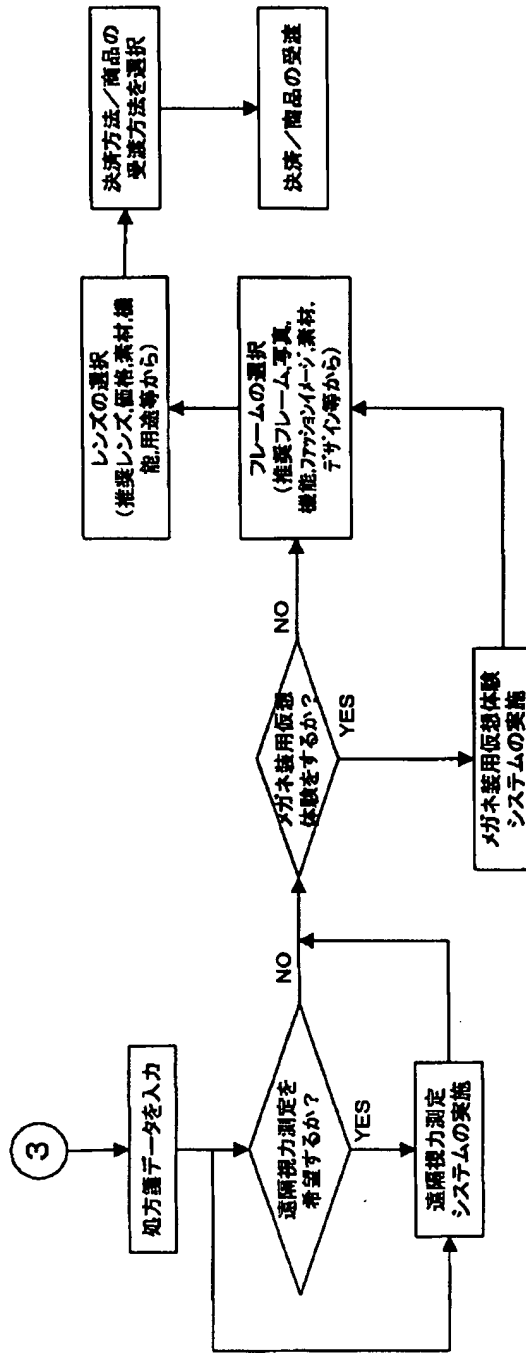 3
処方護データを入力
遠隔視力測定を
希望するか?
NO
YES
遠隔視力測定
システムの実施
メガネ装用仮想
体験をするか?
NO
YES
メガネ装用仮想体験
システムの実施
フレームの選択
(推奨フレーム,写真,
機能,ファッションイメージ,素材,
デザイン等から)
レンズの選択
(推奨レンズ,価格,素材,機
能,用途等から)
決済方法/商品の
受渡方法を選択
決済/商品の受渡